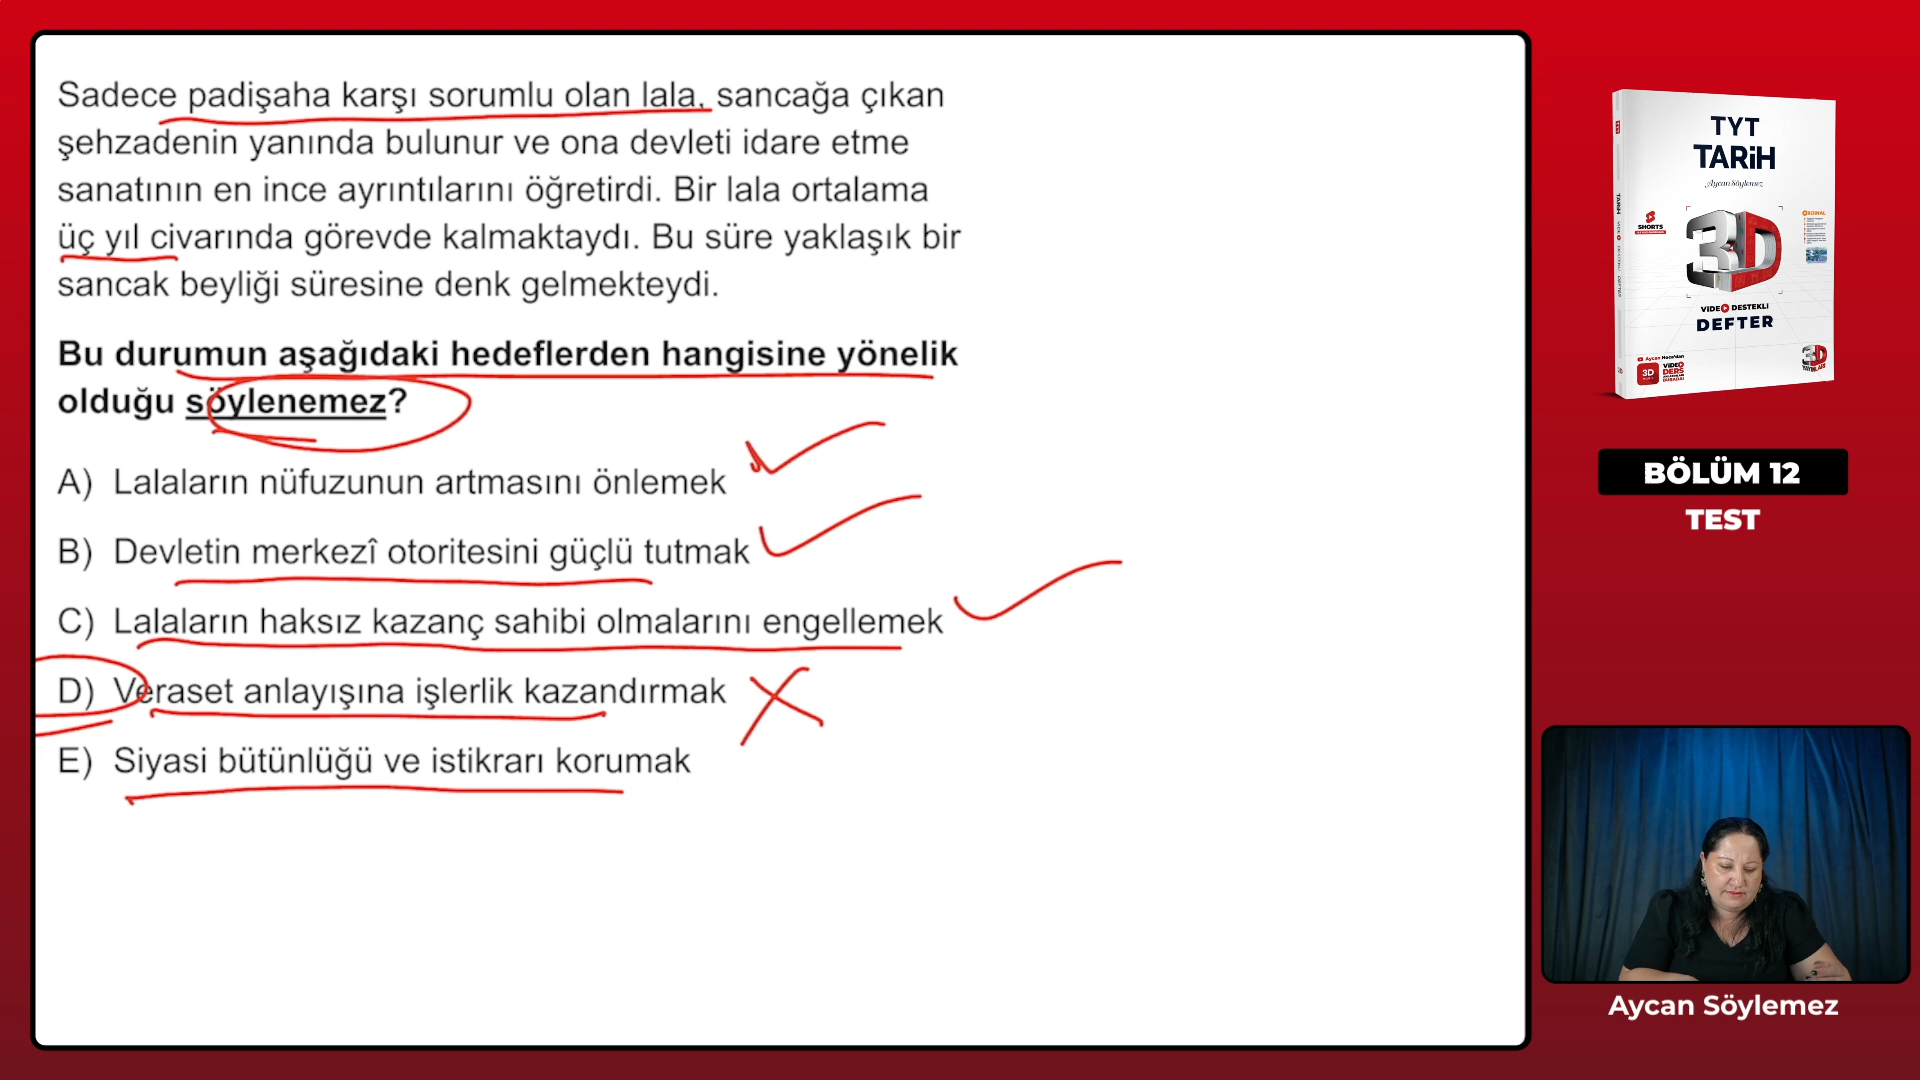 Sadece padişaha karşı sorumlu olan lala, sancağa çıkan
şehzadenin yanında bulunur ve ona devleti idare etme
sanatının en ince ayrıntılarını öğretirdi. Bir lala ortalama
üç yıl civarında görevde kalmaktaydı. Bu süre yaklaşık bir
sancak beyliği süresine denk gelmekteydi.
Bu durumun aşağıdaki hedeflerden hangisine yönelik
olduğu söylenemez?
A) Lalaların nüfuzunun artmasını önlemek
B) Devletin merkezî otoritesini güçlü tutmak
C) Lalaların haksız kazanç sahibi olmalarını engellemek
D) Veraset anlayışına işlerlik kazandırmak
E) Siyasi bütünlüğü ve istikrarı korumak
TYT
TARİH
Aycan Söylemez
SHORTS
3D
VİDEO DESTEKLİ
DEFTER
BÖLÜM 12
TEST
Aycan Söylemez